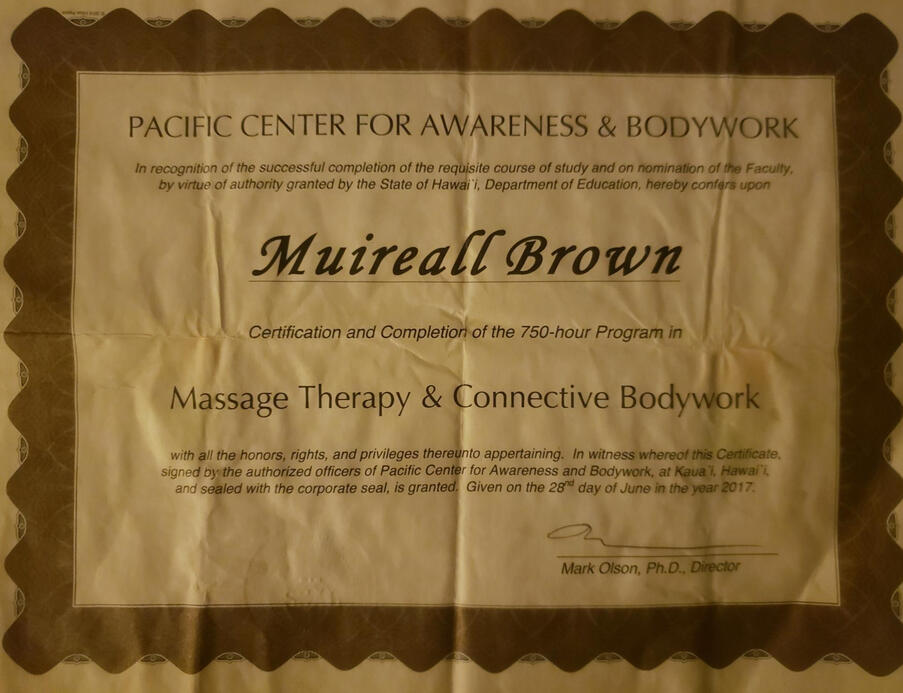 PACIFIC CENTER FOR AWARENESS & BODYWORK
In recognition of the successful completion of the requisite course of study and on nomination of the Faculty,
by virtue of authority granted by the State of Hawai`i, Department of Education, hereby confers upon
Muireall Brown
Certification and Completion of the 750-hour Program in
Massage Therapy & Connective Bodywork
with all the honors, rights, and privileges thereunto appertaining. In witness whereof this Certificate,
signed by the authorized officers of Pacific Center for Awareness and Bodywork, at Kaua`i, Hawai`i,
and sealed with the corporate seal, is granted. Given on the 28nd day of June in the year 2017.
Mark Olson, Ph.D., Director